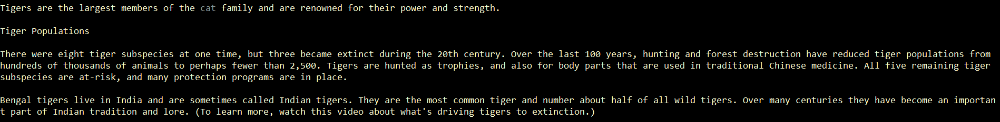 Tigers are the largest members of the cat family and are renowned for their power and strength.
Tiger Populations
There were eight tiger subspecies at one time, but three became extinct during the 20th century. Over the last 100 years, hunting and forest destruction have reduced tiger populations from
hundreds of thousands of animals to perhaps fewer than 2,500. Tigers are hunted as trophies, and also for body parts that are used in traditional Chinese medicine. All five remaining tiger
subspecies are at-risk, and many protection programs are in place.
Bengal tigers live in India and are sometimes called Indian tigers. They are the most common tiger and number about half of all wild tigers. Over many centuries they have become an importan
t part of Indian tradition and lore. (To learn more, watch this video about what's driving tigers to extinction.)